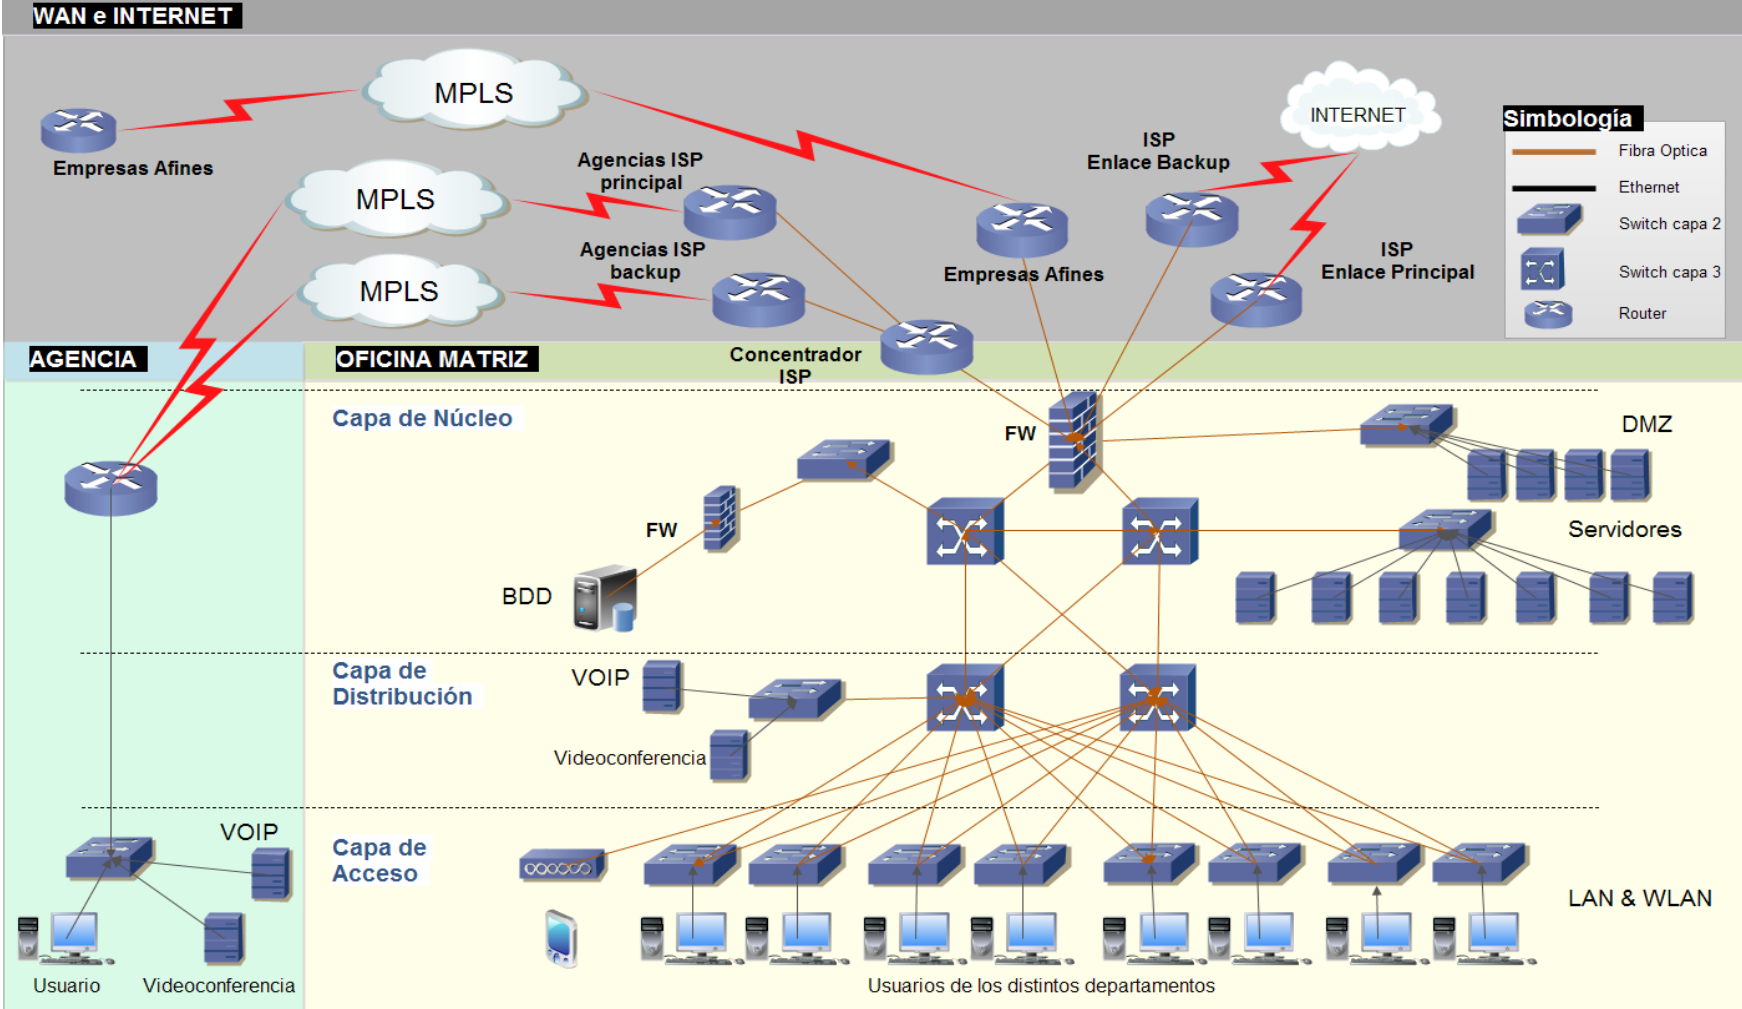 WAN e INTERNET
MPLS
Empresas Afines
MPLS
Agencias ISP
principal
MPLS
Agencias ISP
backup
Empresas Afines
ISP
Enlace Backup
INTERNET
ISP
Enlace Principal
Simbología
Fibra Optica
Ethernet
Switch capa 2
Switch capa 3
Router
Concentrador
ISP
AGENCIA
OFICINA MATRIZ
Capa de Núcleo
FW
DMZ
FW
Servidores
BDD
Capa de
Distribución
VOIP
Videoconferencia
VOIP
Capa de
Acceso
LAN & WLAN
Usuario
Videoconferencia
Usuarios de los distintos departamentos